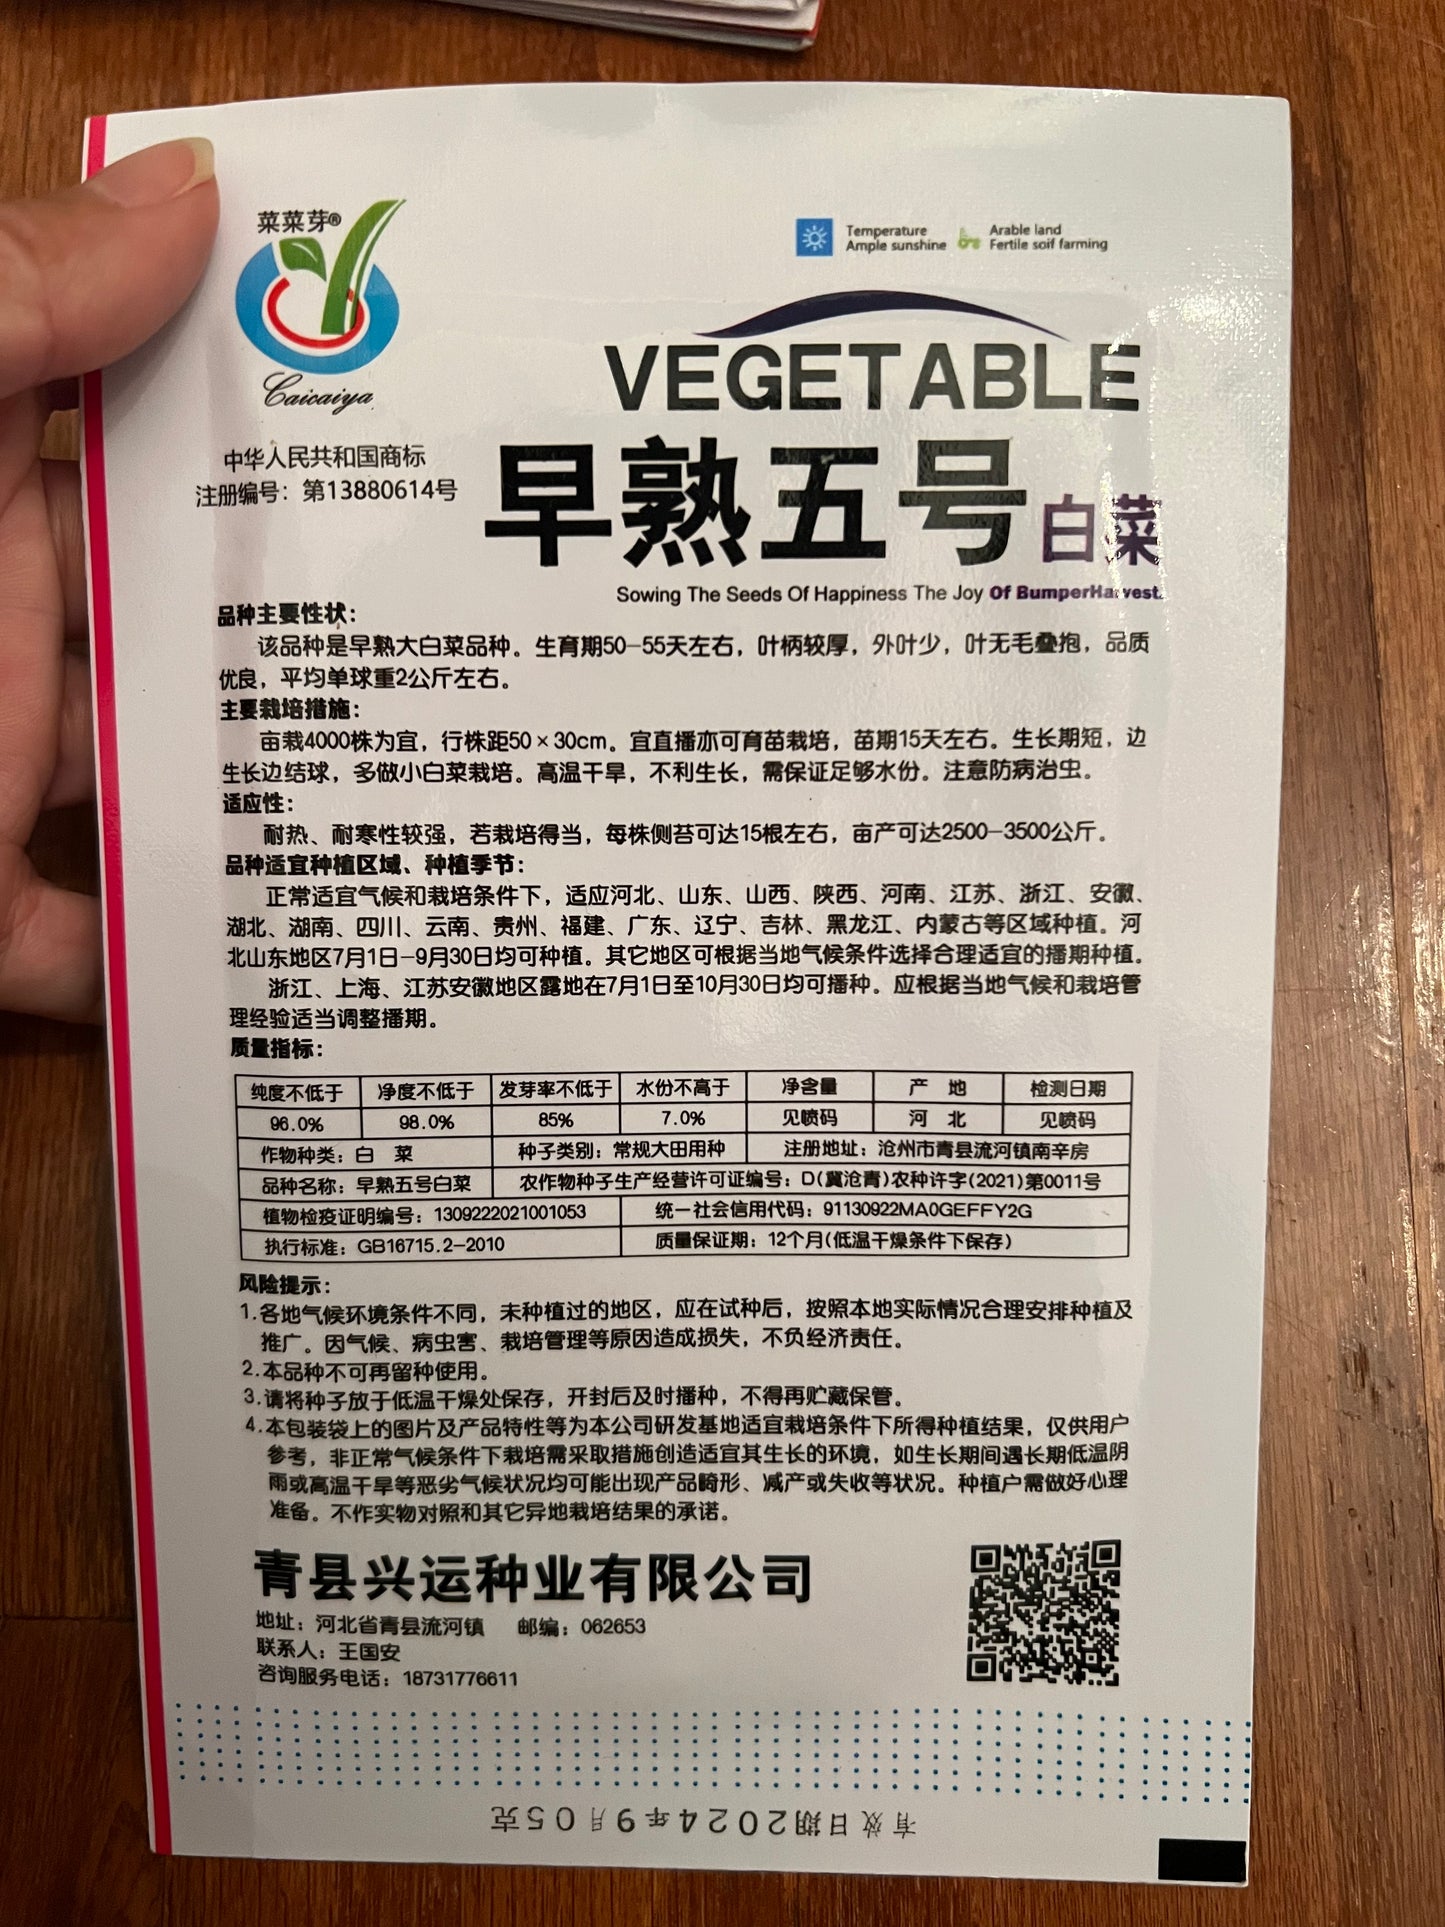 菜菜芽®
Caicaiya
中华人民共和国商标
注册编号：第13880614号
Temperature
Ample sunshine
Arable land
Fertile soif farming
VEGETABLE
早熟五号 白菜
Sowing The Seeds Of Happiness The Joy Of BumperHarvest.
品种主要性状：
该品种是早熟大白菜品种。生育期50-55天左右，叶柄较厚，外叶少，叶无毛叠抱，品质
优良，平均单球重2公斤左右。
主要栽培措施：
亩栽4000株为宜，行株距50×30cm。宜直播亦可育苗栽培，苗期15天左右。生长期短，边
生长边结球，多做小白菜栽培。高温干旱，不利生长，需保证足够水份。注意防病治虫。
适应性：
耐热、耐寒性较强，若栽培得当，每株侧苔可达15根左右，亩产可达2500-3500公斤。
品种适宜种植区域、种植季节：
正常适宜气候和栽培条件下，适应河北、山东、山西、陕西、河南、江苏、浙江、安徽、
湖北、湖南、四川、云南、贵州、福建、广东、辽宁、吉林、黑龙江、内蒙古等区域种植。河
北山东地区7月1日-9月30日均可种植。其它地区可根据当地气候条件选择合理适宜的播期种植。
浙江、上海、江苏安徽地区露地在7月1日至10月30日均可播种。应根据当地气候和栽培管
理经验适当调整播期。
质量指标：
纯度不低于 净度不低于 发芽率不低于 水份不高于 净含量 产 地 检测日期
96.0% 98.0% 85% 7.0% 见喷码 河 北 见喷码
作物种类：白 菜 种子类别：常规大田用种 注册地址：沧州市青县流河镇南辛房
品种名称：早熟五号白菜 农作物种子生产经营许可证编号：D(冀沧青)农种许字(2021)第0011号
植物检疫证明编号：1309222021001053 统一社会信用代码：91130922MA0GEFFY2G
执行标准：GB16715.2-2010 质量保证期：12个月(低温干燥条件下保存)
风险提示：
1.各地气候环境条件不同，未种植过的地区，应在试种后，按照本地实际情况合理安排种植及
推广。因气候、病虫害、栽培管理等原因造成损失，不负经济责任。
2.本品种不可再留种使用。
3.请将种子放于低温干燥处保存，开封后及时播种，不得再贮藏保管。
4.本包装袋上的图片及产品特性等为本公司研发基地适宜栽培条件下所得种植结果，仅供用户
参考，非正常气候条件下栽培需采取措施创造适宜其生长的环境，如生长期间遇长期低温阴
雨或高温干旱等恶劣气候状况均可能出现产品畸形、减产或失收等状况。种植户需做好心理
准备。不作实物对照和其它异地栽培结果的承诺。
青县兴运种业有限公司
地址：河北省青县流河镇 邮编：062653
联系人：王国安
咨询服务电话：18731776611
有效日期2024年9月05克